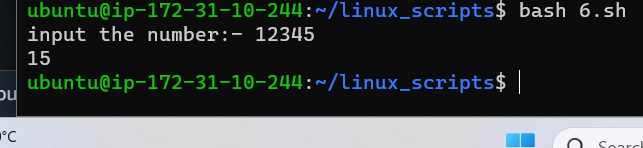 ubuntu@ip-172-31-10-244:~/linux_scripts$ bash 6.sh
input the number:- 12345
15
ubuntu@ip-172-31-10-244:~/linux_scripts$
°C
Search